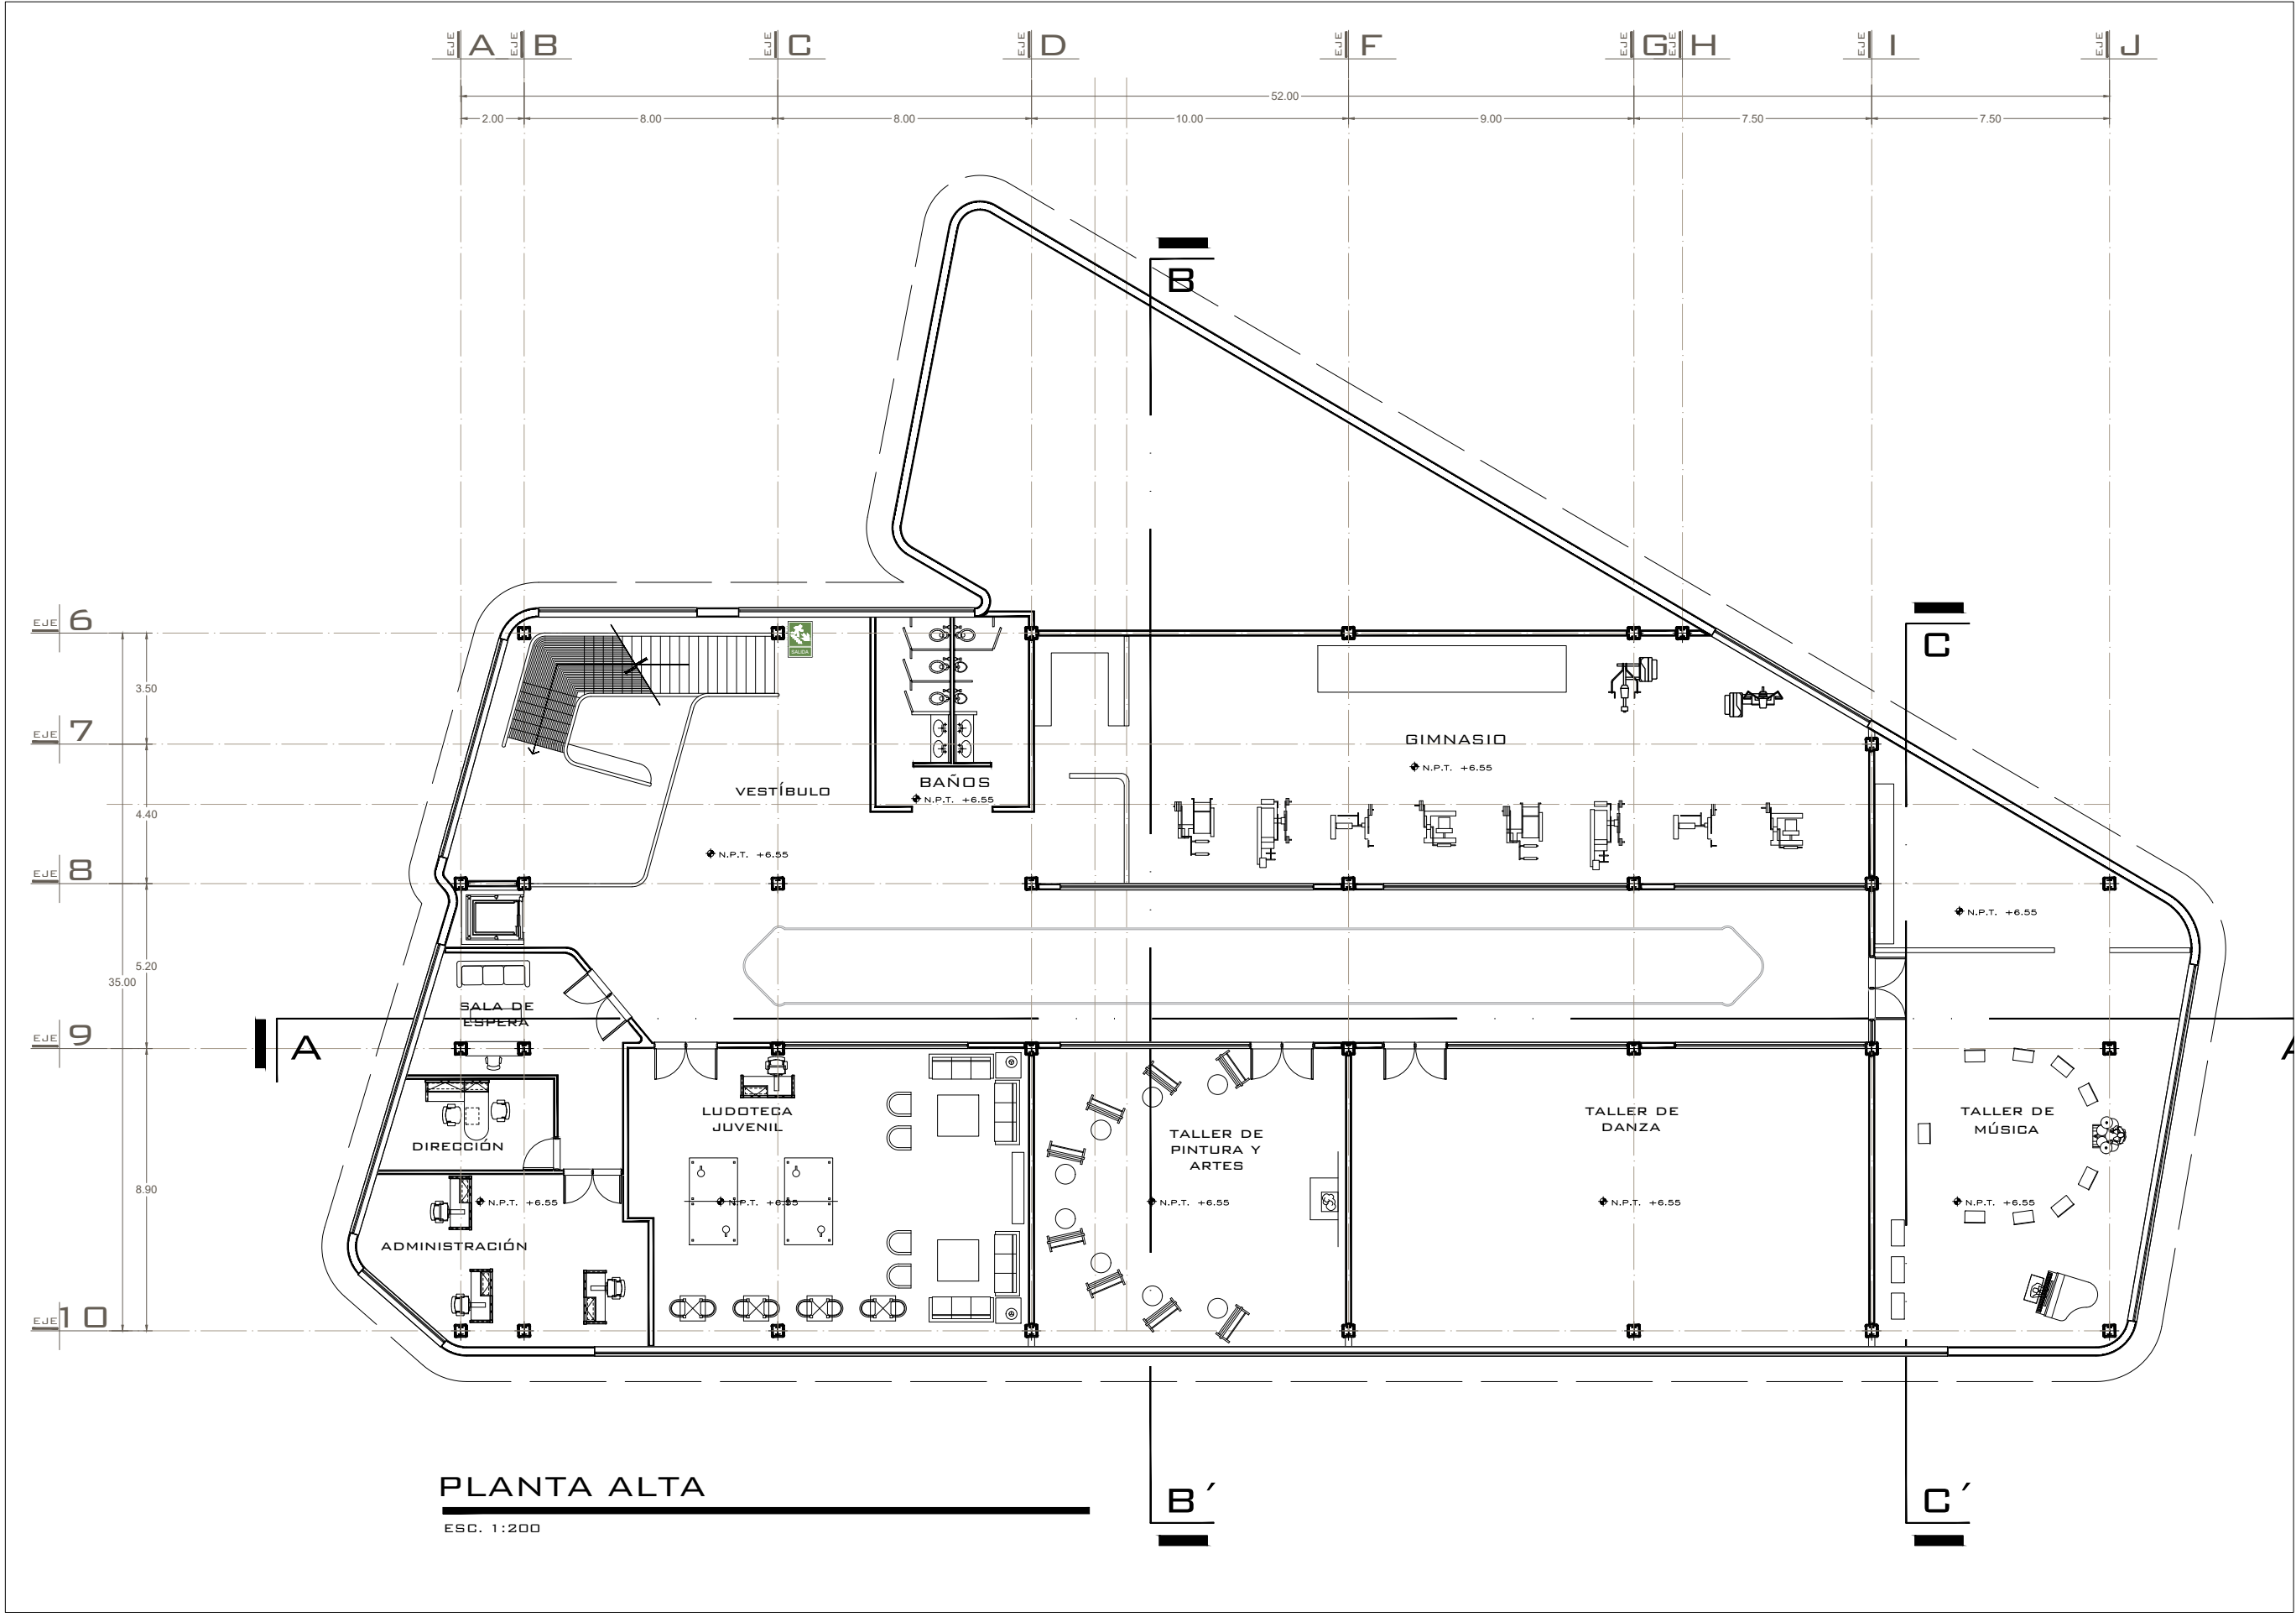 EJE A EJE B EJE C EJE D EJE F EJE G EJE H EJE I EJE J
52.00
2.00 8.00 8.00 10.00 9.00 7.50 7.50
B
EJE 6
C
SALIDA
3.50
EJE 7
GIMNASIO
N.P.T. +6.55
BAÑOS
N.P.T. +6.55
VESTÍBULO
4.40
N.P.T. +6.55
EJE 8
N.P.T. +6.55
5.20
35.00
SALA DE
ESPERA
EJE 9
A
LUDOTECA
JUVENIL
TALLER DE
DANZA
TALLER DE
MÚSICA
TALLER DE
PINTURA Y
ARTES
DIRECCIÓN
8.90
N.P.T. +6.55
N.P.T. +6.55
N.P.T. +6.55
N.P.T. +6.55
N.P.T. +6.55
ADMINISTRACIÓN
EJE 10
PLANTA ALTA
B´
C´
ESC. 1:200